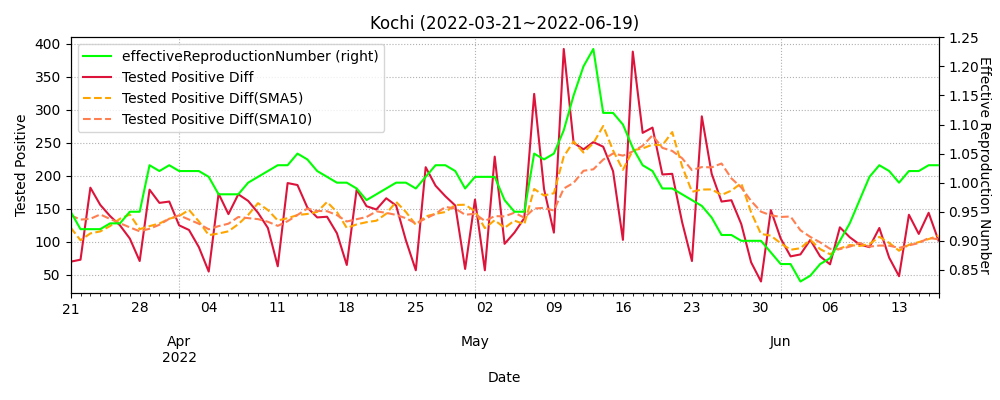 Kochi (2022-03-21~2022-06-19)
effectiveReproductionNumber (right)
Tested Positive Diff
Tested Positive Diff(SMA5)
Tested Positive Diff(SMA10)
400
350
300
250
200
150
100
50
Tested Positive
1.25
1.20
1.15
1.10
1.05
1.00
0.95
0.90
0.85
Effective Reproduction Number
21 28 04 11 18 25 02 09 16 23 30 06 13
Apr May Jun
2022
Date